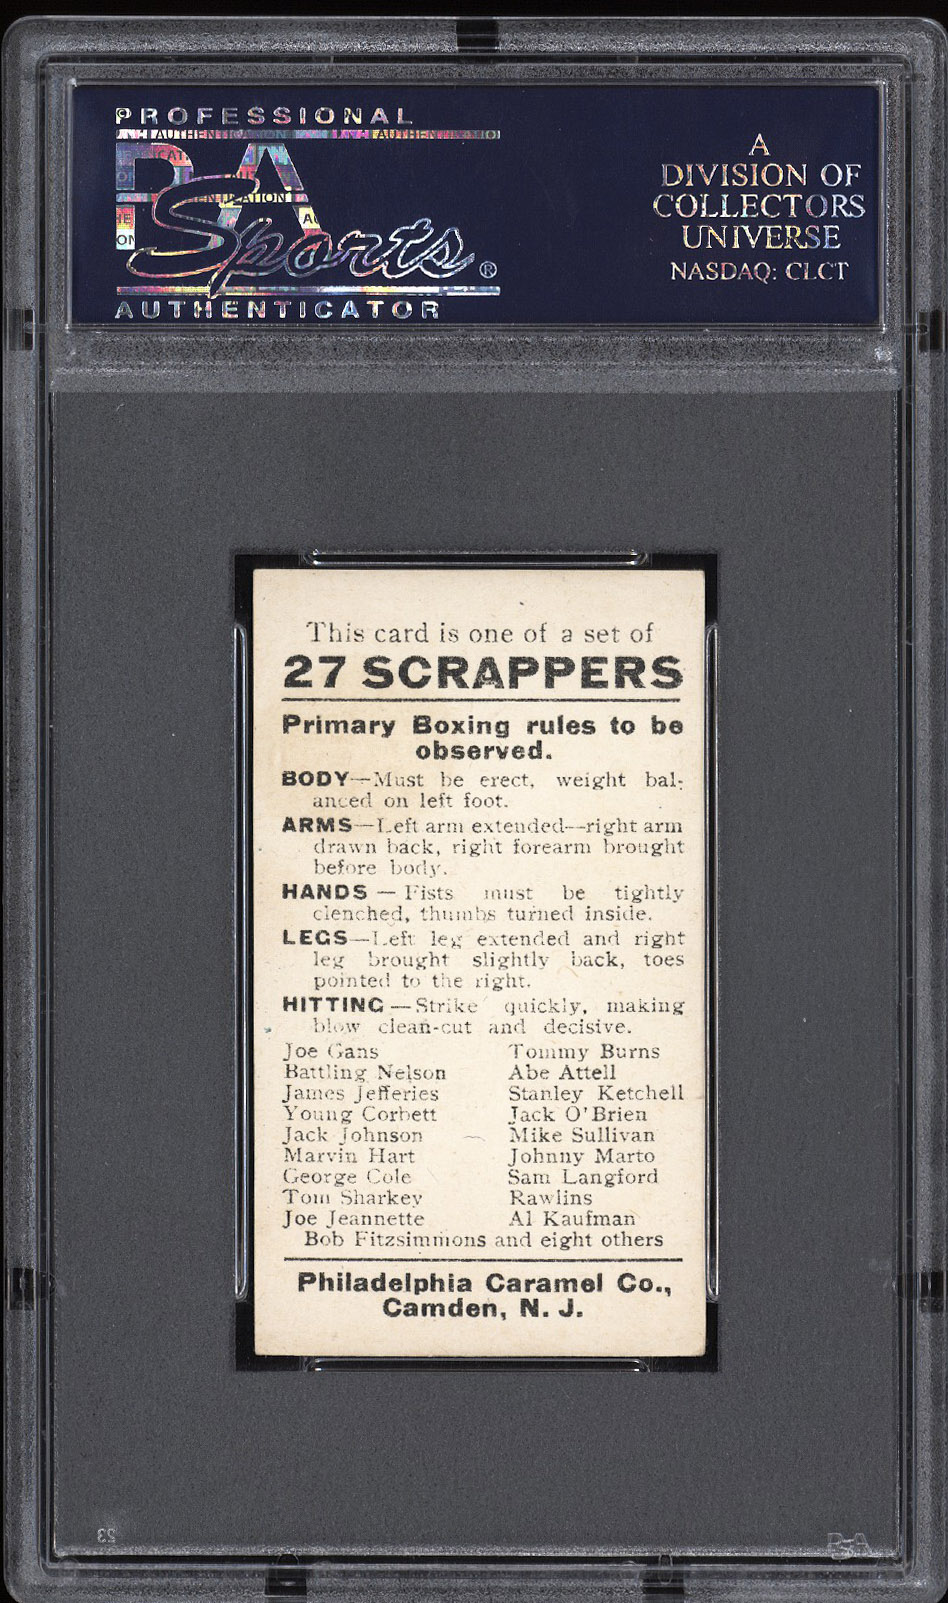 ©PROFESSIONAL
PSA
Sports®
AUTHENTICATOR
A
DIVISION OF
COLLECTORS
UNIVERSE
NASDAQ: CLCT
This card is one of a set of
27 SCRAPPERS
Primary Boxing rules to be
observed.
BODY—Must be erect, weight bal-
anced on left foot.
ARMS—Left arm extended—right arm
drawn back, right forearm brought
before body.
HANDS — Fists must be tightly
clenched, thumbs turned inside.
LEGS—Left leg extended and right
leg brought slightly back, toes
pointed to the right.
HITTING — Strike quickly, making
blow clean-cut and decisive.
Joe Gans Tommy Burns
Battling Nelson Abe Attell
James Jefferies Stanley Ketchell
Young Corbett Jack O'Brien
Jack Johnson Mike Sullivan
Marvin Hart Johnny Marto
George Cole Sam Langford
Tom Sharkey Rawlins
Joe Jeannette Al Kaufman
Bob Fitzsimmons and eight others
Philadelphia Caramel Co.,
Camden, N. J.
23
PSA